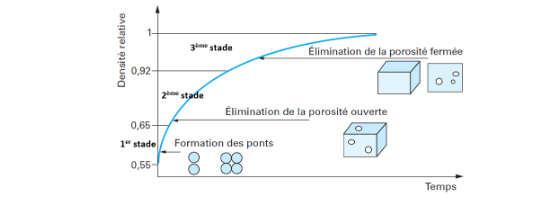 Densité relative
1
3ème stade
Élimination de la porosité fermée
0,92
2ème stade
Élimination de la porosité ouverte
0,65
1er stade
Formation des ponts
0,55
Temps